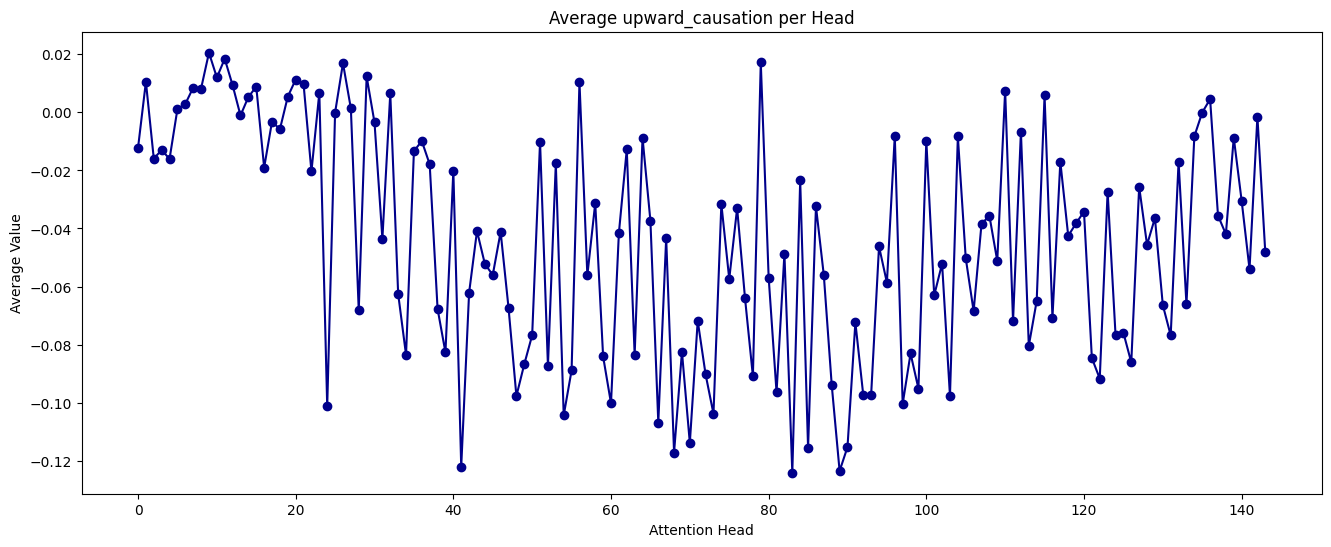 Average upward_causation per Head
Average Value
0.02
0.00
−0.02
−0.04
−0.06
−0.08
−0.10
−0.12
0 20 40 60 80 100 120 140
Attention Head